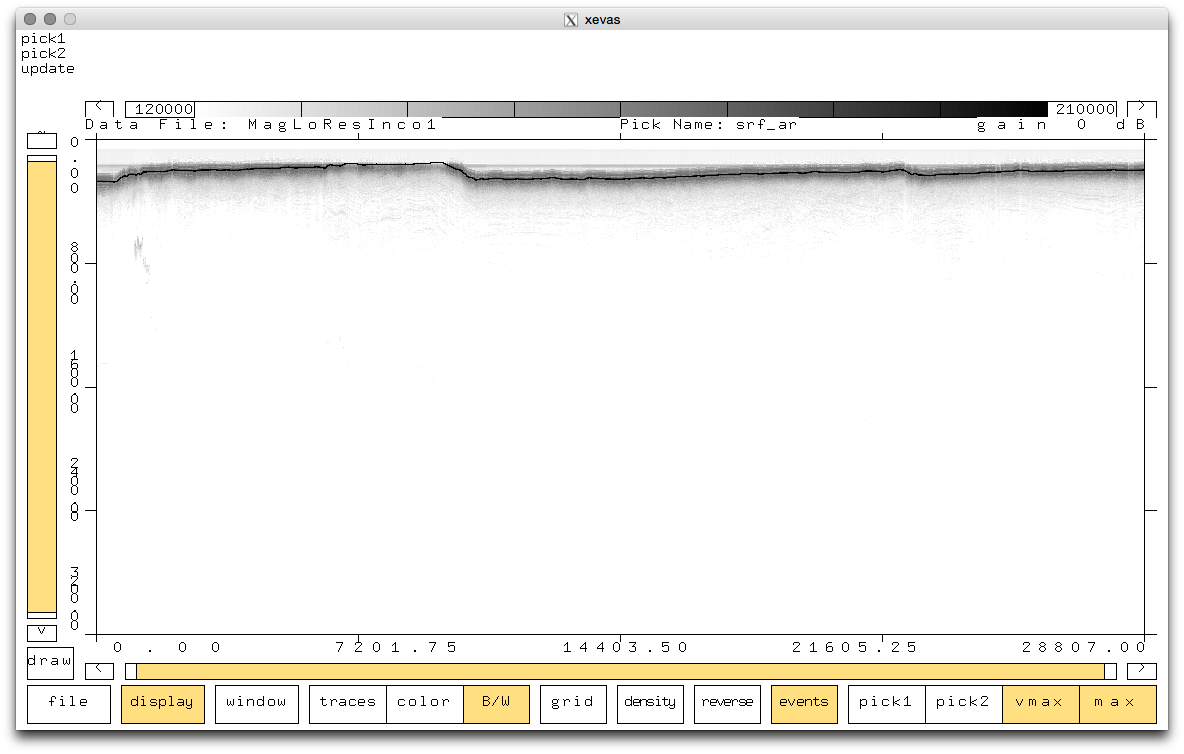 xevas
pick1
pick2
update
< 120000 210000 >
Data File: MagLoResInco1 Pick Name: srf_ar gain 0 dB
0.00
800.00
1600.00
2400.00
3200.00
0.00 7201.75 14403.50 21605.25 28807.00
draw < >
file display window traces color B/W grid density reverse events pick1 pick2 vmax max